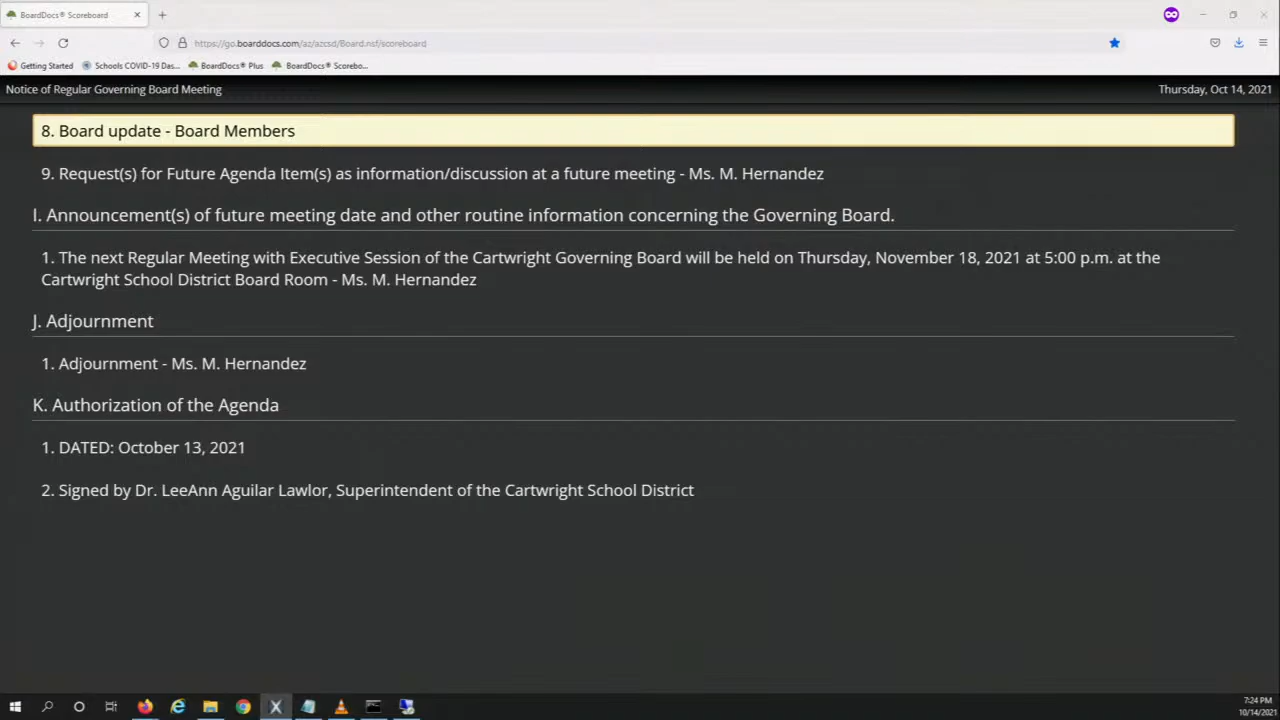 BoardDocs® Scoreboard
https://go.boarddocs.com/az/azcsd/Board.nsf/scoreboard
Getting Started Schools COVID-19 Das... BoardDocs® Plus BoardDocs® Scorebo...
Notice of Regular Governing Board Meeting Thursday, Oct 14, 2021
8. Board update - Board Members
9. Request(s) for Future Agenda Item(s) as information/discussion at a future meeting - Ms. M. Hernandez
I. Announcement(s) of future meeting date and other routine information concerning the Governing Board.
1. The next Regular Meeting with Executive Session of the Cartwright Governing Board will be held on Thursday, November 18, 2021 at 5:00 p.m. at the
Cartwright School District Board Room - Ms. M. Hernandez
J. Adjournment
1. Adjournment - Ms. M. Hernandez
K. Authorization of the Agenda
1. DATED: October 13, 2021
2. Signed by Dr. LeeAnn Aguilar Lawlor, Superintendent of the Cartwright School District
7:24 PM
10/14/2021